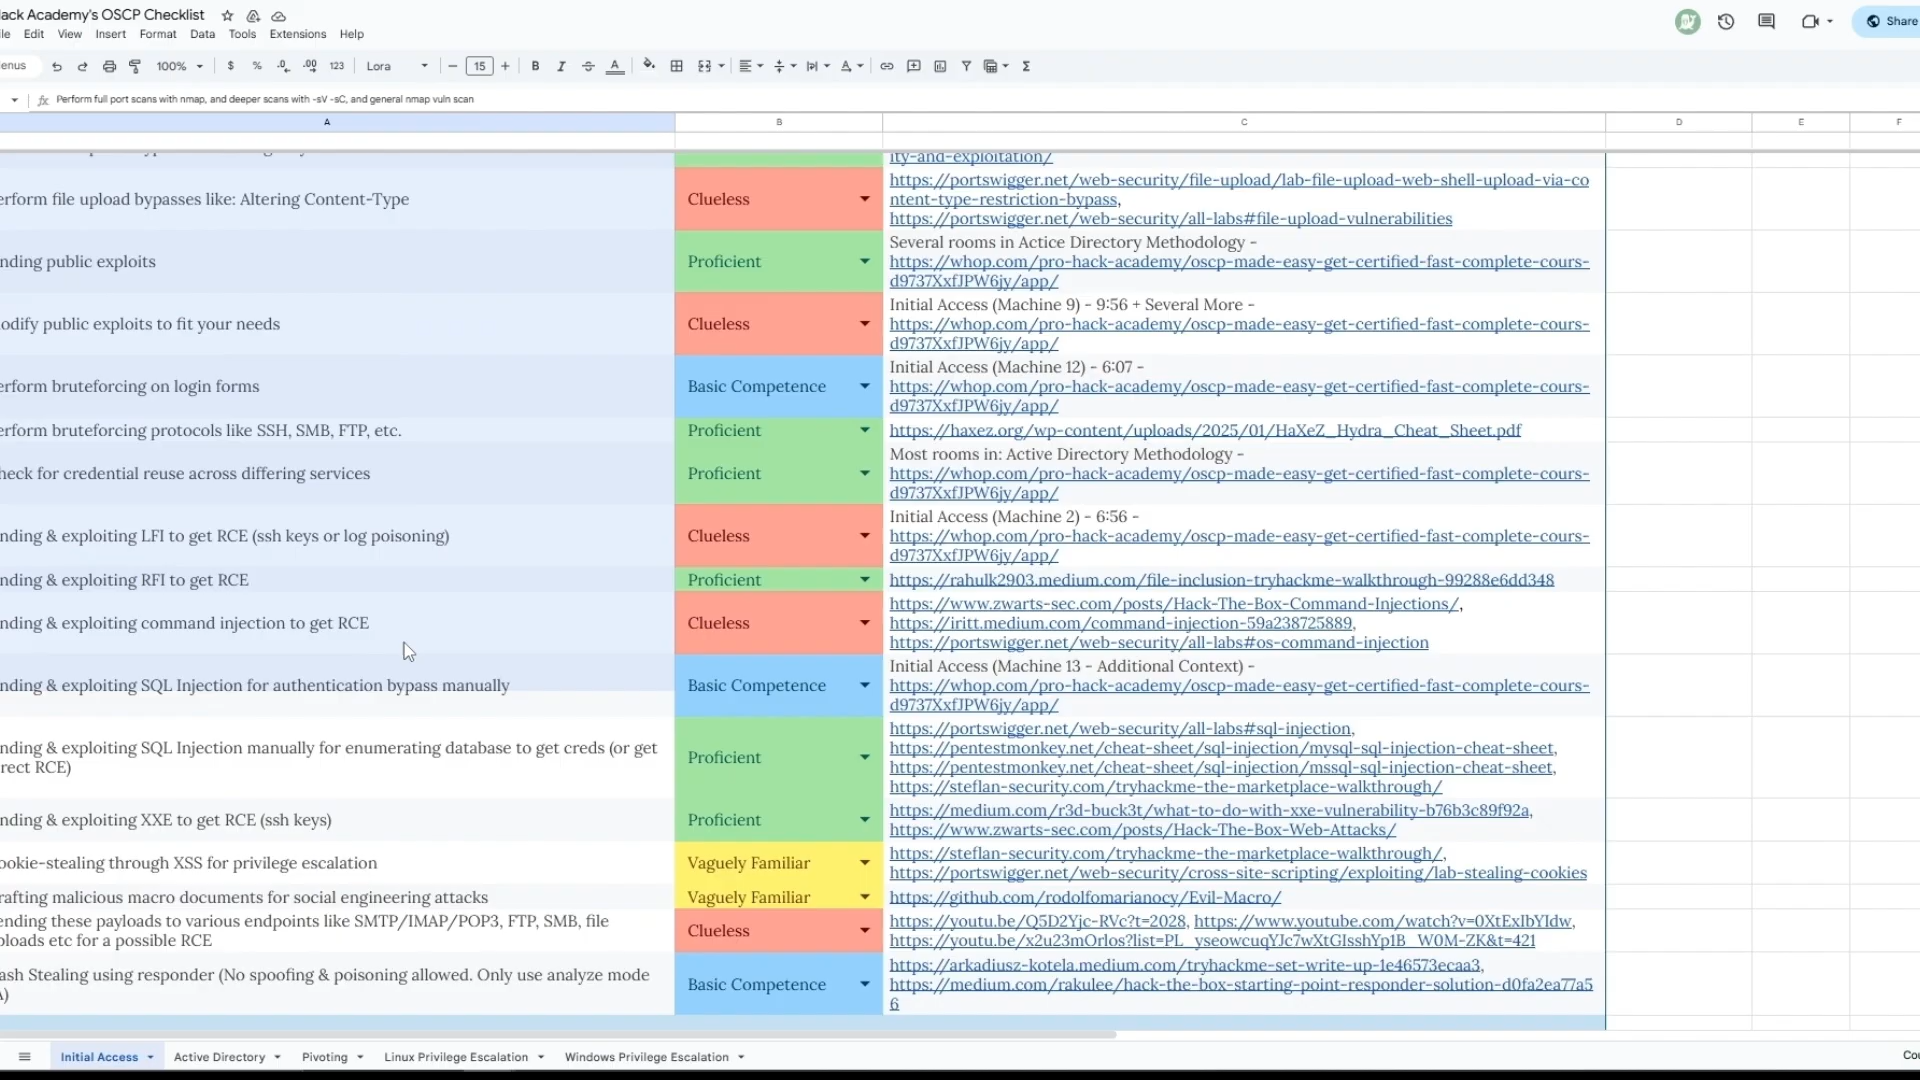 ack Academy's OSCP Checklist
le Edit View Insert Format Data Tools Extensions Help
Share
enus 100% $ % .0 .00 123 Lora 15 B I S A Σ
fx Perform full port scans with nmap, and deeper scans with -sV -sC, and general nmap vuln scan
A B C D E F
ity-and-exploitation/
erform file upload bypasses like: Altering Content-Type
Clueless
https://portswigger.net/web-security/file-upload/lab-file-upload-web-shell-upload-via-co
ntent-type-restriction-bypass,
https://portswigger.net/web-security/all-labs#file-upload-vulnerabilities
nding public exploits
Proficient
Several rooms in Actice Directory Methodology -
https://whop.com/pro-hack-academy/oscp-made-easy-get-certified-fast-complete-cours-
d9737XxfJPW6jy/app/
odify public exploits to fit your needs
Clueless
Initial Access (Machine 9) - 9:56 + Several More -
https://whop.com/pro-hack-academy/oscp-made-easy-get-certified-fast-complete-cours-
d9737XxfJPW6jy/app/
erform bruteforcing on login forms
Basic Competence
Initial Access (Machine 12) - 6:07 -
https://whop.com/pro-hack-academy/oscp-made-easy-get-certified-fast-complete-cours-
d9737XxfJPW6jy/app/
erform bruteforcing protocols like SSH, SMB, FTP, etc.
Proficient
https://haxez.org/wp-content/uploads/2025/01/HaXeZ_Hydra_Cheat_Sheet.pdf
heck for credential reuse across differing services
Proficient
Most rooms in: Active Directory Methodology -
https://whop.com/pro-hack-academy/oscp-made-easy-get-certified-fast-complete-cours-
d9737XxfJPW6jy/app/
nding & exploiting LFI to get RCE (ssh keys or log poisoning)
Clueless
Initial Access (Machine 2) - 6:56 -
https://whop.com/pro-hack-academy/oscp-made-easy-get-certified-fast-complete-cours-
d9737XxfJPW6jy/app/
nding & exploiting RFI to get RCE
Proficient
https://rahulk2903.medium.com/file-inclusion-tryhackme-walkthrough-99288e6dd348
nding & exploiting command injection to get RCE
Clueless
https://www.zwarts-sec.com/posts/Hack-The-Box-Command-Injections/,
https://iritt.medium.com/command-injection-59a238725889,
https://portswigger.net/web-security/all-labs#os-command-injection
nding & exploiting SQL Injection for authentication bypass manually
Basic Competence
Initial Access (Machine 13 - Additional Context) -
https://whop.com/pro-hack-academy/oscp-made-easy-get-certified-fast-complete-cours-
d9737XxfJPW6jy/app/
nding & exploiting SQL Injection manually for enumerating database to get creds (or get
rect RCE)
Proficient
https://portswigger.net/web-security/all-labs#sql-injection,
https://pentestmonkey.net/cheat-sheet/sql-injection/mysql-sql-injection-cheat-sheet,
https://pentestmonkey.net/cheat-sheet/sql-injection/mssql-sql-injection-cheat-sheet,
https://steflan-security.com/tryhackme-the-marketplace-walkthrough/
nding & exploiting XXE to get RCE (ssh keys)
Proficient
https://medium.com/r3d-buck3t/what-to-do-with-xxe-vulnerability-b76b3c89f92a,
https://www.zwarts-sec.com/posts/Hack-The-Box-Web-Attacks/
ookie-stealing through XSS for privilege escalation
Vaguely Familiar
https://steflan-security.com/tryhackme-the-marketplace-walkthrough/,
https://portswigger.net/web-security/cross-site-scripting/exploiting/lab-stealing-cookies
rafting malicious macro documents for social engineering attacks
Vaguely Familiar
https://github.com/rodolfomarianocy/Evil-Macro/
ending these payloads to various endpoints like SMTP/IMAP/POP3, FTP, SMB, file
ploads etc for a possible RCE
Clueless
https://youtu.be/Q5D2Yjc-RVc?t=2028, https://www.youtube.com/watch?v=0XtExIbYIdw,
https://youtu.be/x2u23mOrlos?list=PL_yseowcuqYJc7wXtGIsshYp1B_W0M-ZK&t=421
ash Stealing using responder (No spoofing & poisoning allowed. Only use analyze mode
A)
Basic Competence
https://arkadiusz-kotela.medium.com/tryhackme-set-write-up-1e46573ecaa3,
https://medium.com/rakulee/hack-the-box-starting-point-responder-solution-d0fa2ea77a5
6
Initial Access Active Directory Pivoting Linux Privilege Escalation Windows Privilege Escalation Cou